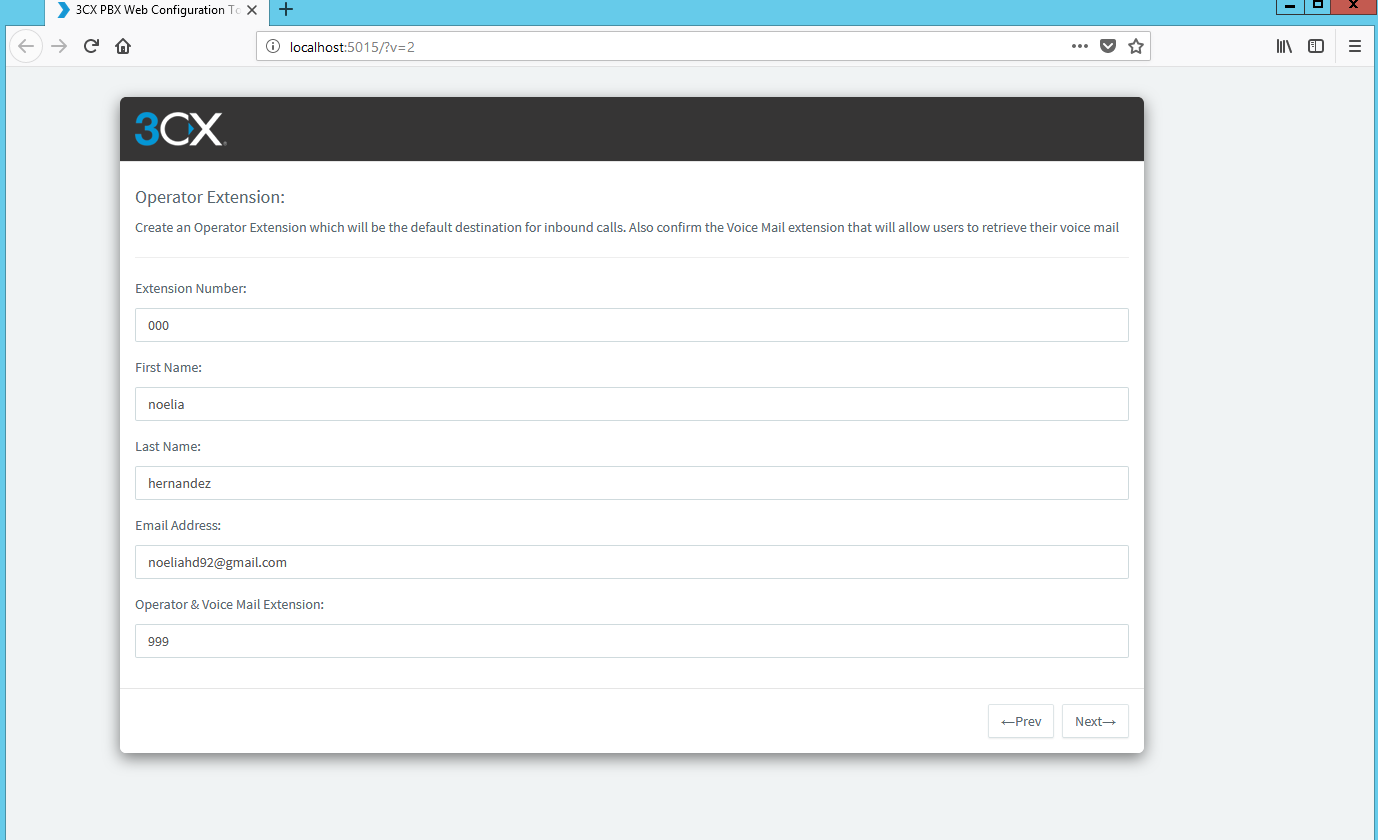 3CX PBX Web Configuration To
localhost:5015/?v=2
3CX
Operator Extension:
Create an Operator Extension which will be the default destination for inbound calls. Also confirm the Voice Mail extension that will allow users to retrieve their voice mail
Extension Number:
000
First Name:
noelia
Last Name:
hernandez
Email Address:
noeliahd92@gmail.com
Operator & Voice Mail Extension:
999
←Prev Next→